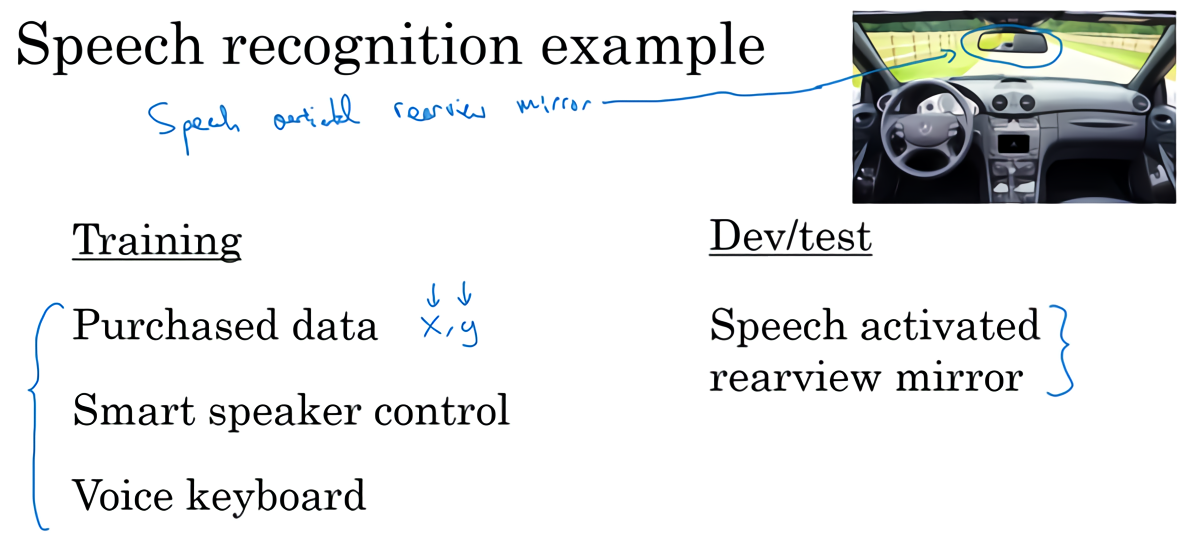 Speech recognition example
Speech rearview mirror
Training
Purchased data x, y
Smart speaker control
Voice keyboard
Dev/test
Speech activated
rearview mirror